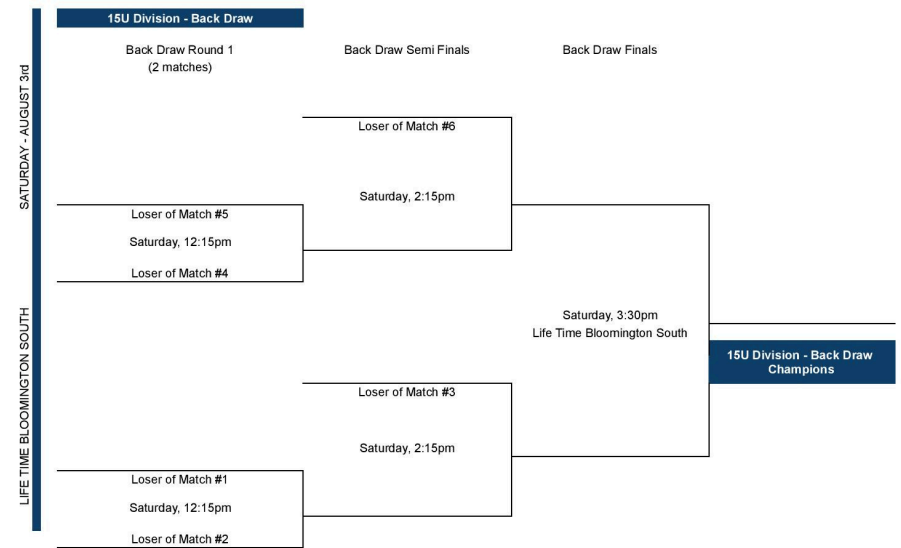 15U Division - Back Draw
Back Draw Round 1
(2 matches)
Back Draw Semi Finals
Back Draw Finals
SATURDAY - AUGUST 3rd
LIFE TIME BLOOMINGTON SOUTH
Loser of Match #6
Saturday, 2:15pm
Loser of Match #5
Saturday, 12:15pm
Loser of Match #4
Saturday, 3:30pm
Life Time Bloomington South
15U Division - Back Draw
Champions
Loser of Match #3
Saturday, 2:15pm
Loser of Match #1
Saturday, 12:15pm
Loser of Match #2